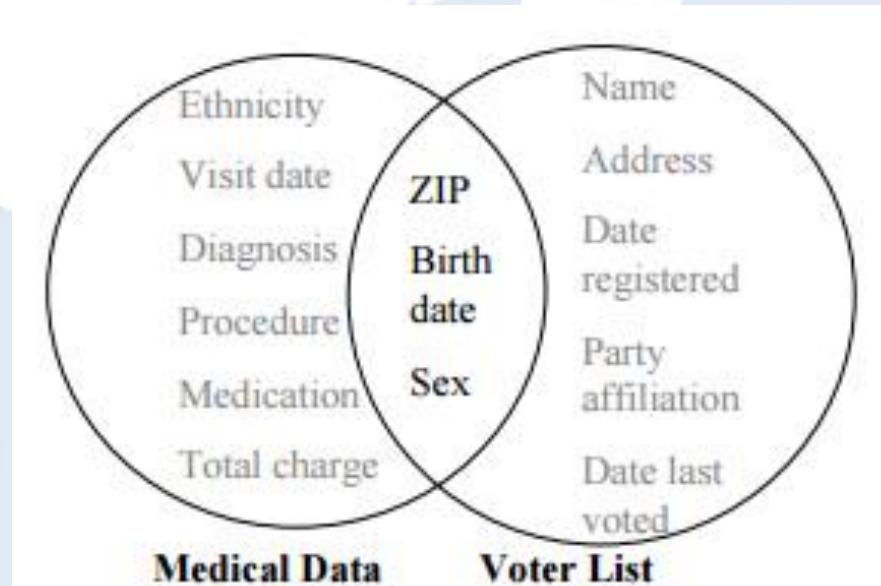 Ethnicity
Visit date
Diagnosis
Procedure
Medication
Total charge
ZIP
Birth
date
Sex
Name
Address
Date
registered
Party
affiliation
Date last
voted
Medical Data
Voter List